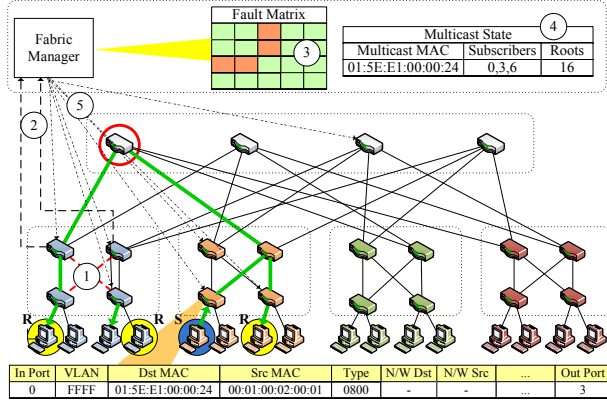 Fault Matrix
4
Multicast State
Fabric Manager
3
Multicast MAC Subscribers Roots
01:5E:E1:00:00:24 0,3,6 16
2
5
1
R R S R
In Port VLAN Dst MAC Src MAC Type N/W Dst N/W Src ... Out Port
0 FFFF 01:5E:E1:00:00:24 00:01:00:02:00:01 0800 - - ... 3